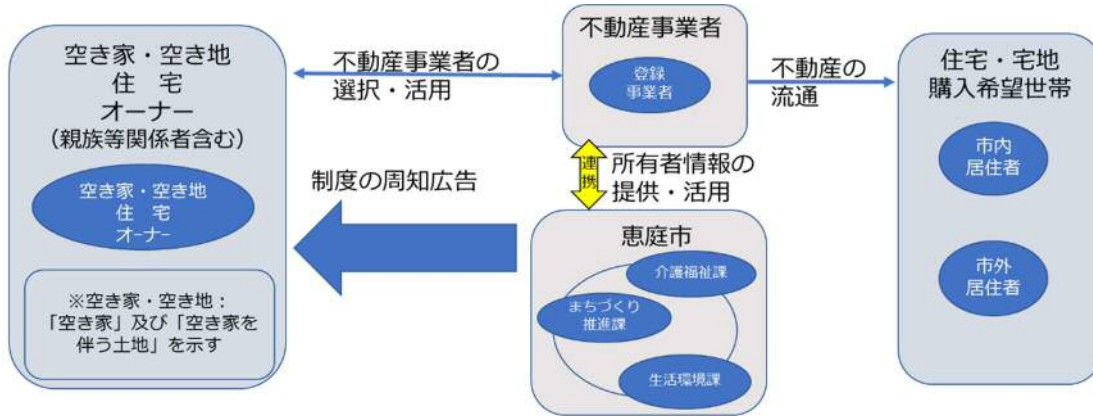 空き家・空き地
住　宅
オーナー
（親族等関係者含む）
空き家・空き地
住　宅
オーナー
※空き家・空き地：
「空き家」及び「空き家を
伴う土地」を示す
不動産事業者の
選択・活用
制度の周知広告
不動産事業者
登録
事業者
連携
所有者情報の
提供・活用
恵庭市
介護福祉課
まちづくり
推進課
生活環境課
不動産の
流通
住宅・宅地
購入希望世帯
市内
居住者
市外
居住者